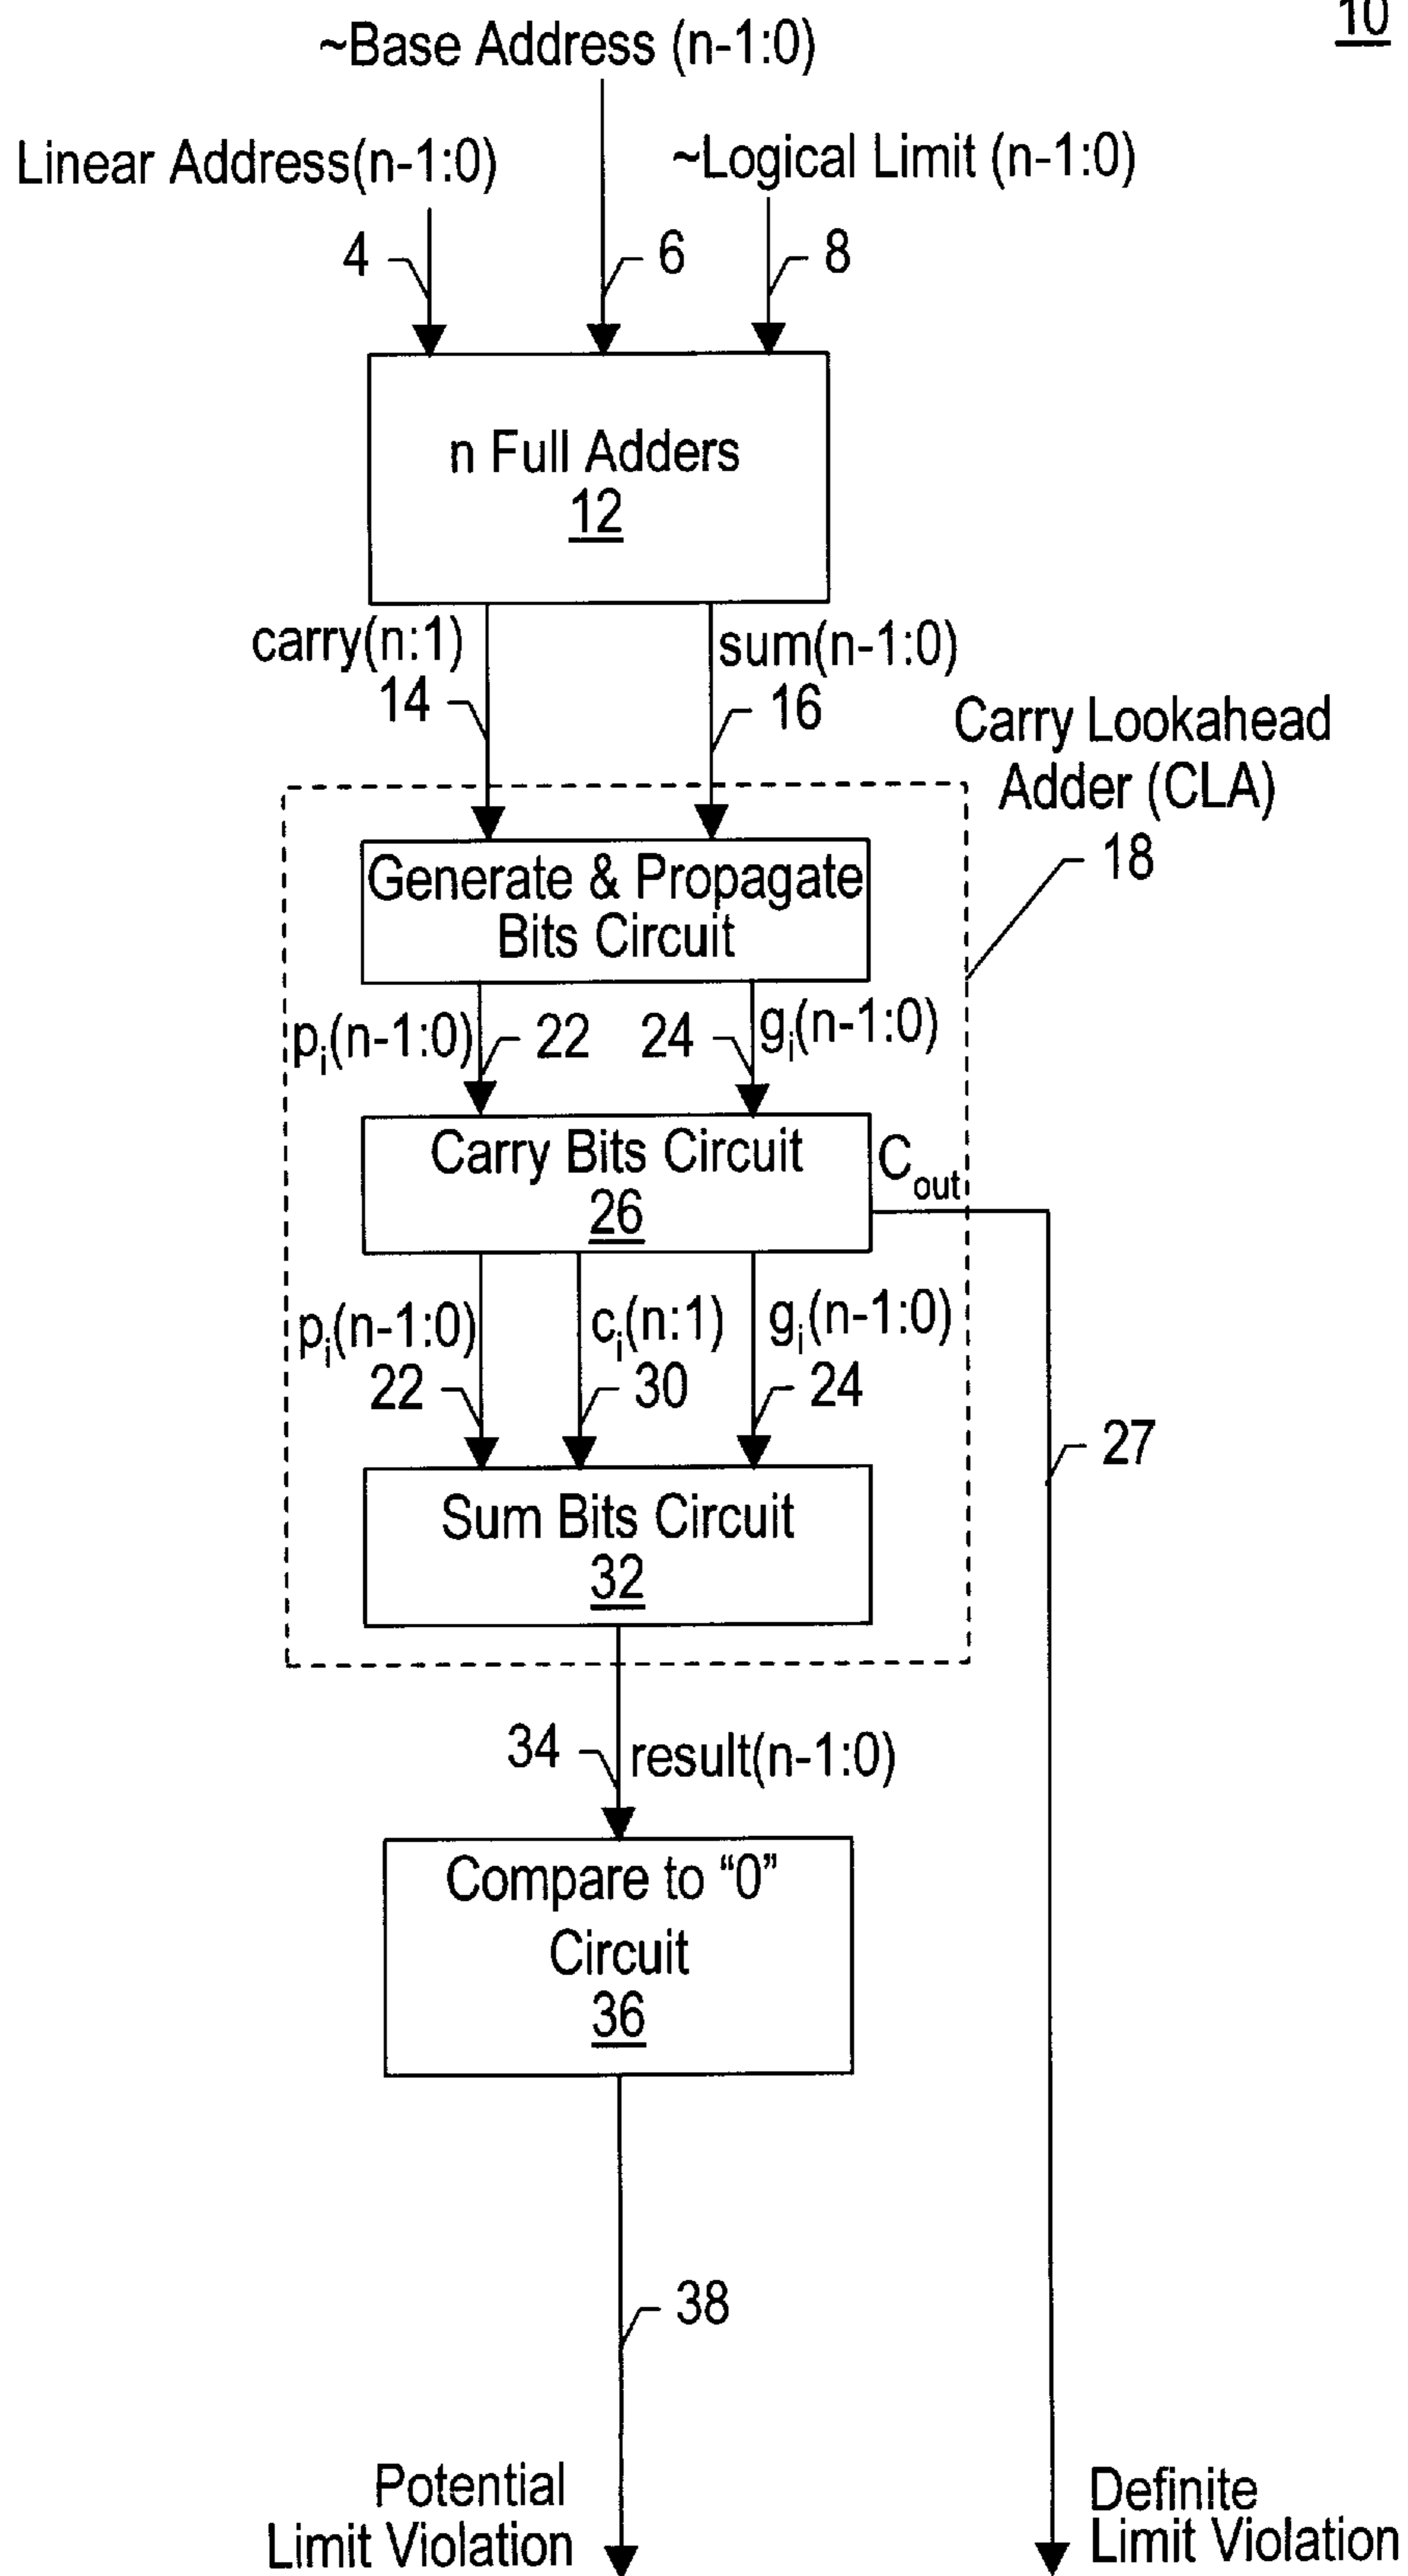 10
~Base Address (n-1:0)
Linear Address(n-1:0)
~Logical Limit (n-1:0)
4
6
8
n Full Adders
12
carry(n:1)
14
sum(n-1:0)
16
Carry Lookahead
Adder (CLA)
18
Generate & Propagate
Bits Circuit
pi(n-1:0)
22
24
gi(n-1:0)
Carry Bits Circuit
26
Cout
pi(n-1:0)
22
ci(n:1)
30
gi(n-1:0)
24
27
Sum Bits Circuit
32
34
result(n-1:0)
Compare to “0”
Circuit
36
38
Potential
Limit Violation
Definite
Limit Violation